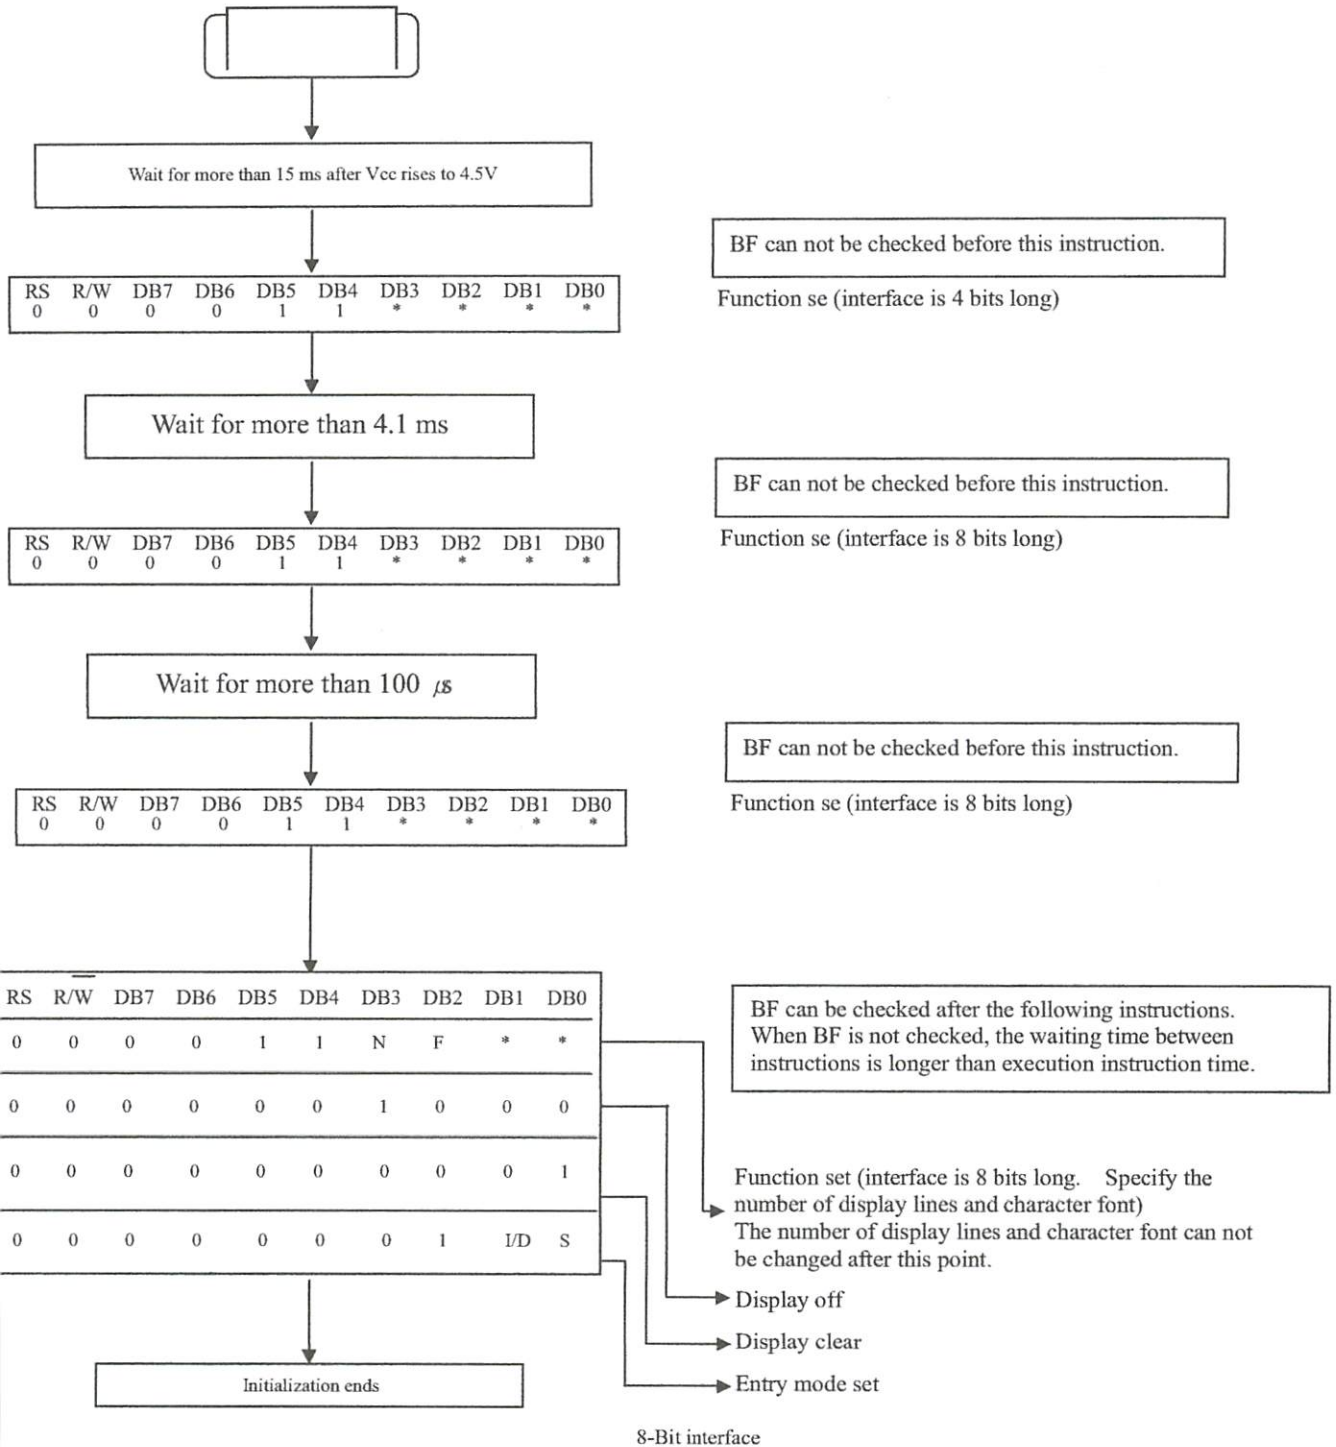 Wait for more than 15 ms after Vcc rises to 4.5V
BF can not be checked before this instruction.
RS R/W DB7 DB6 DB5 DB4 DB3 DB2 DB1 DB0
0 0 0 0 1 1 * * * *
Function se (interface is 4 bits long)
Wait for more than 4.1 ms
BF can not be checked before this instruction.
RS R/W DB7 DB6 DB5 DB4 DB3 DB2 DB1 DB0
0 0 0 0 1 1 * * * *
Function se (interface is 8 bits long)
Wait for more than 100 μs
BF can not be checked before this instruction.
RS R/W DB7 DB6 DB5 DB4 DB3 DB2 DB1 DB0
0 0 0 0 1 1 * * * *
Function se (interface is 8 bits long)
RS R/W̅ DB7 DB6 DB5 DB4 DB3 DB2 DB1 DB0
0 0 0 0 1 1 N F * *
0 0 0 0 0 0 1 0 0 0
0 0 0 0 0 0 0 0 0 1
0 0 0 0 0 0 0 1 I/D S
BF can be checked after the following instructions.
When BF is not checked, the waiting time between
instructions is longer than execution instruction time.
Function set (interface is 8 bits long. Specify the
number of display lines and character font)
The number of display lines and character font can not
be changed after this point.
Display off
Display clear
Entry mode set
Initialization ends
8-Bit interface